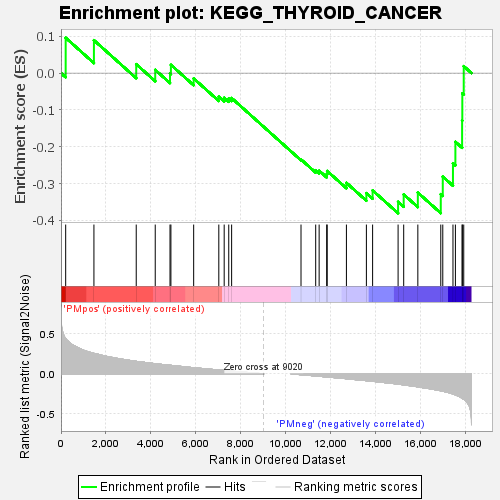 Enrichment plot: KEGG_THYROID_CANCER
Enrichment score (ES)
0.1
0.0
-0.1
-0.2
-0.3
-0.4
'PMpos' (positively correlated)
Ranked list metric (Signal2Noise)
0.5
0.0
-0.5
Zero cross at 9020
'PMneg' (negatively correlated)
0 2,000 4,000 6,000 8,000 10,000 12,000 14,000 16,000 18,000
Rank in Ordered Dataset
Enrichment profile Hits Ranking metric scores